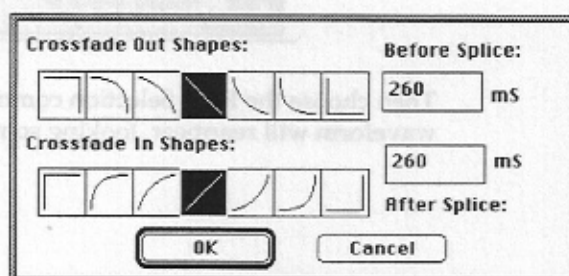 Crossfade Out Shapes:
Before Splice:
260 mS
Crossfade In Shapes:
260 mS
After Splice:
OK
Cancel